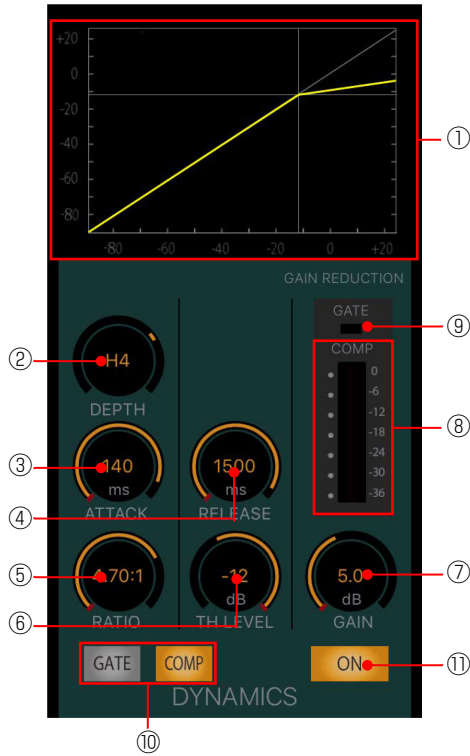 +20
0
-20
-40
-60
-80
-80 -60 -40 -20 0 +20
①
GAIN REDUCTION
GATE
⑨
COMP
0
-6
-12
-18
-24
-30
-36
⑧
②
H4
DEPTH
③
140
ms
ATTACK
④
1500
ms
RELEASE
⑤
4.70:1
RATIO
⑥
-12
dB
TH LEVEL
⑦
5.0
dB
GAIN
GATE COMP ON
⑪
DYNAMICS
⑩